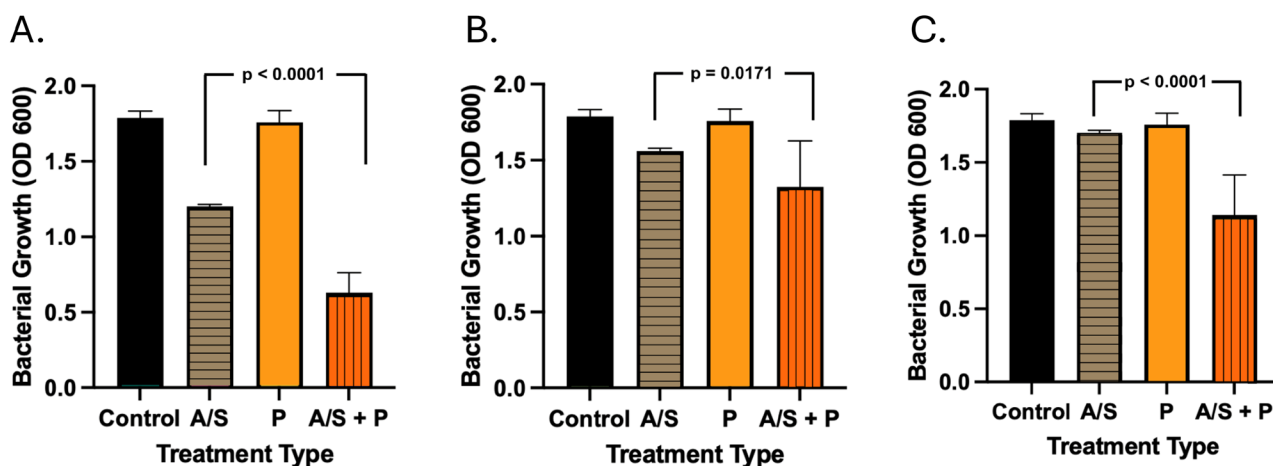 A.
p < 0.0001
Bacterial Growth (OD 600)
2.0
1.5
1.0
0.5
0.0
Control A/S P A/S + P
Treatment Type
B.
p = 0.0171
Bacterial Growth (OD 600)
2.0
1.5
1.0
0.5
0.0
Control A/S P A/S + P
Treatment Type
C.
p < 0.0001
Bacterial Growth (OD 600)
2.0
1.5
1.0
0.5
0.0
Control A/S P A/S + P
Treatment Type